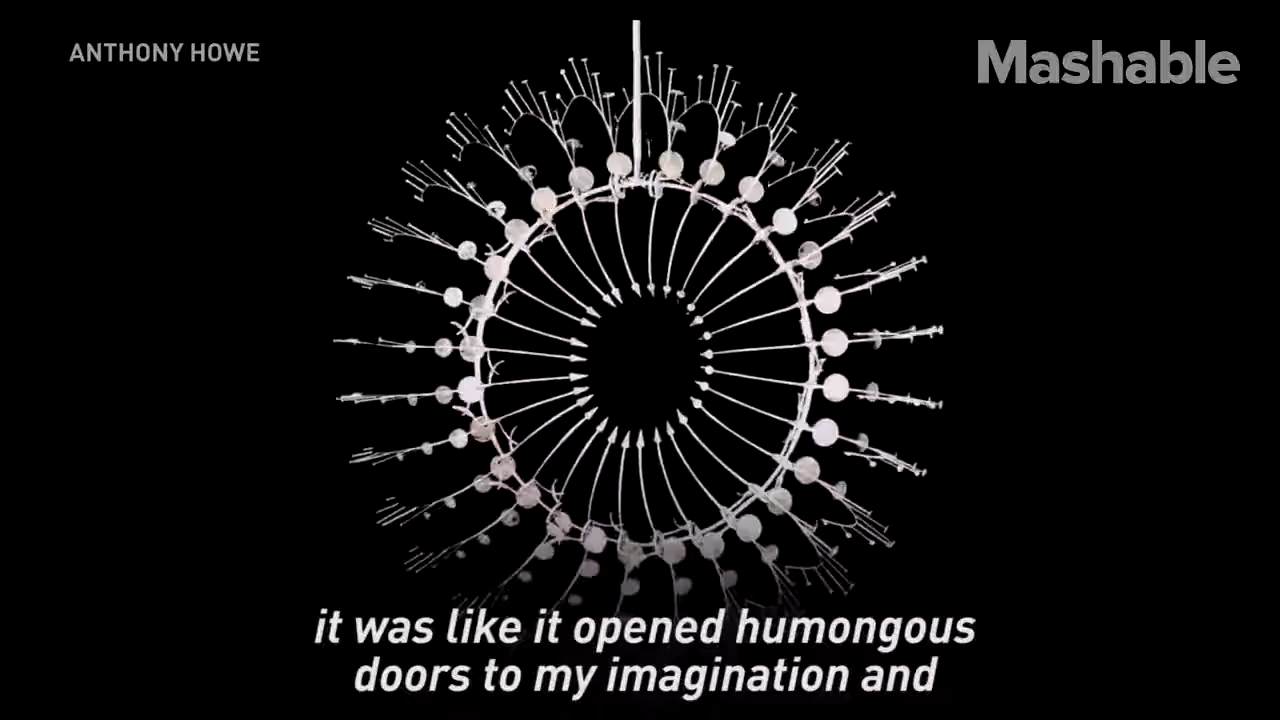 ANTHONY HOWE
Mashable
it was like it opened humongous
doors to my imagination and